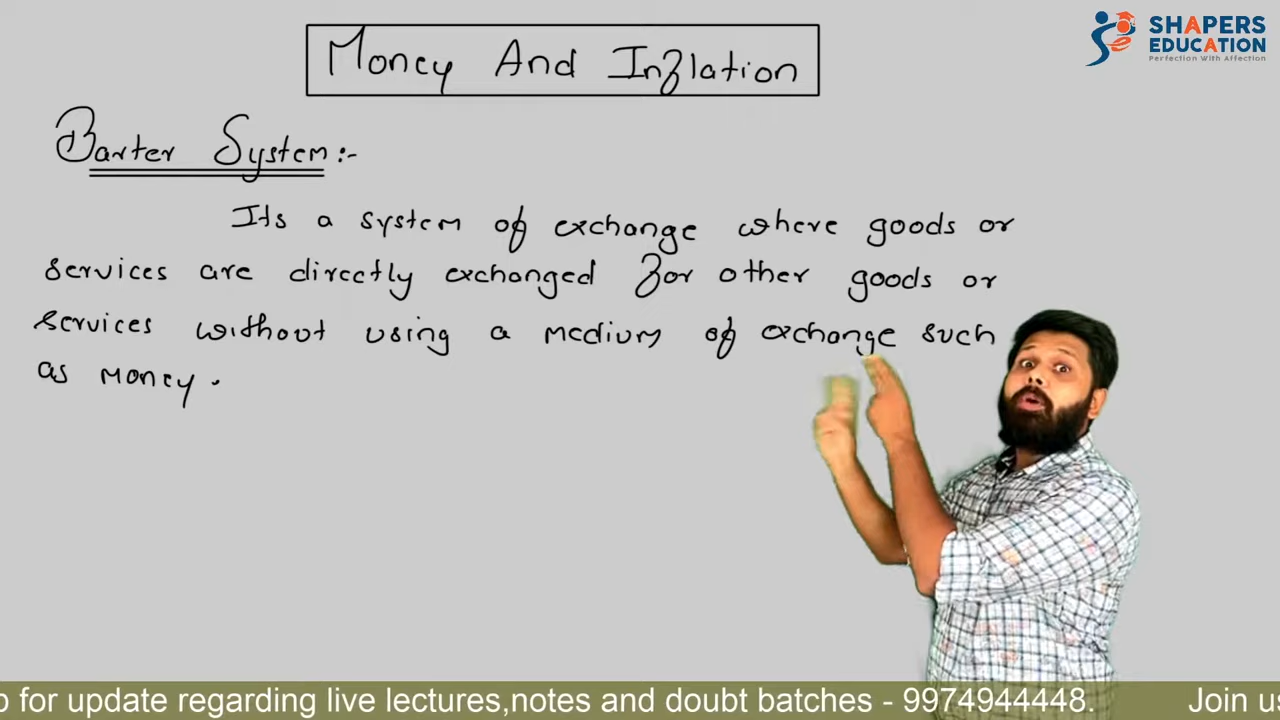 Money And Inflation
SHAPERS
EDUCATION
Perfection With Affection
Barter System:-
Its a system of exchange where goods or
services are directly exchanged for other goods or
services without using a medium of exchange such
as money.
p for update regarding live lectures,notes and doubt batches - 9974944448. Join us